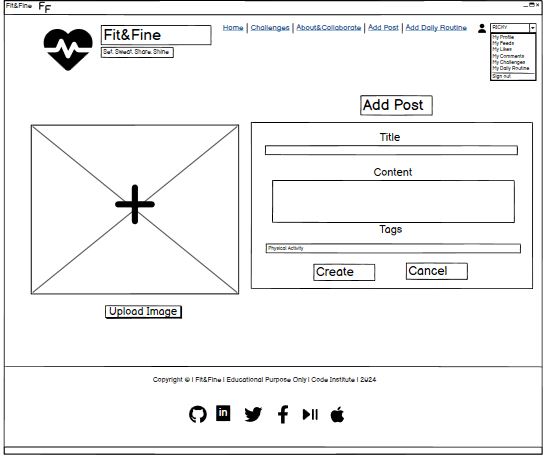 Fit&Fine FF
Fit&Fine
Set. Sweat. Share. Shine
Home | Challenges | About&Collaborate | Add Post | Add Daily Routine
RICKY
My Profile
My Feeds
My Likes
My Comments
My Challenges
My Daily Routine
Sign out
Add Post
Title
Content
Tags
Physical Activity
Create
Cancel
Upload Image
Copyright © | Fit&Fine | Educational Purpose Only | Code Institute | 2024
in